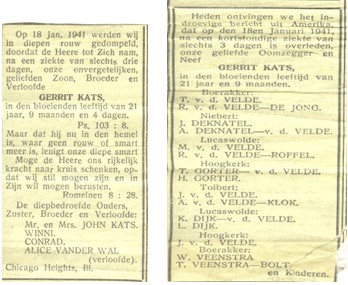 Op 18 Jan. 1941 werden wij
in diepen rouw gedompeld,
doordat de Heere tot Zich nam,
na een ziekte van slechts drie
dagen, onze onvergetelijken,
geliefden Zoon, Broeder en
Verloofde
GERRIT KATS,
in den bloeienden leeftijd van 21
jaar, 9 maanden en 4 dagen.
Ps. 103 : 8.
Maar dat hij nu in den hemel
is, waar geen rouw of smart
meer is, lenigt onze diepe smart
Moge de Heere ons rijkelijk
kracht naar kruis schenken, op-
dat wij stil mogen zijn en in
Zijn wil mogen berusten.
Romeinen 8 : 28.
De diepbedroefde Ouders,
Zuster, Broeder en Verloofde:
Mr. en Mrs. JOHN KATS.
WINNI.
CONRAD.
ALICE VANDER WAL
(verloofde).
Chicago Heights, Ill.
Heden ontvingen we het in-
droevige bericht uit Amerika,
dat op den 18en Januari 1941,
na een kortstondige ziekte van
slechts 3 dagen is overleden,
onze geliefde Oomzegger en
Neef
GERRIT KATS,
in den bloeienden leeftijd van
21 jaar en 9 maanden.
Boerakker:
T. v. d. VELDE.
R. v. d. VELDE—DE JONG.
Niebert:
J. DEKNATEL.
A. DEKNATEL—v. d. VELDE.
Lucaswolde:
M. v. d. VELDE.
R. v. d. VELDE—ROFFEL.
Hoogkerk:
T. GORTER— v. d. VELDE.
H. GORTER.
Tolbert:
J. v. d. VELDE.
A. v. d. VELDE—KLOK.
Lucaswolde:
K. DIJK—v. d. VELDE.
L. DIJK.
Hoogkerk:
J. v. d. VELDE.
Boerakker:
W. VEENSTRA
T. VEENSTRA—BOLT
en Kinderen.